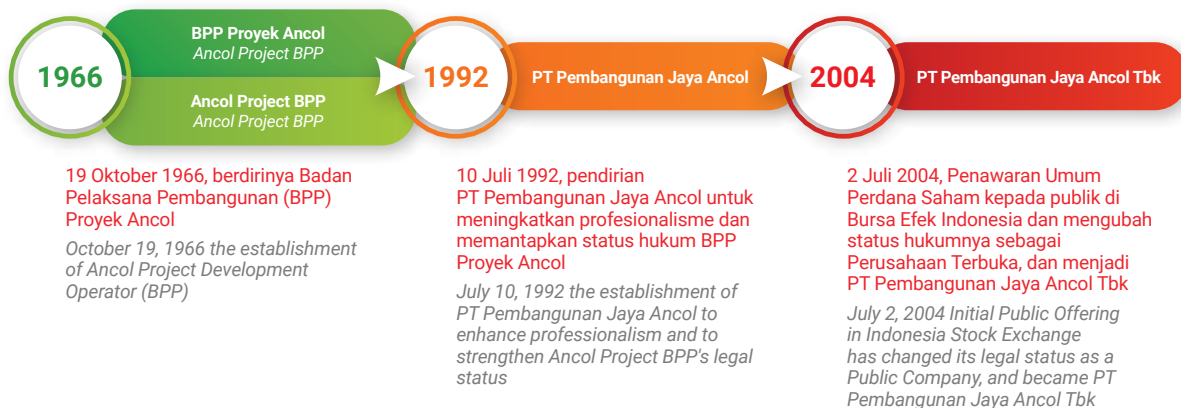 1966
BPP Proyek Ancol
Ancol Project BPP
Ancol Project BPP
Ancol Project BPP
1992
PT Pembangunan Jaya Ancol
2004
PT Pembangunan Jaya Ancol Tbk
19 Oktober 1966, berdirinya Badan
Pelaksana Pembangunan (BPP)
Proyek Ancol
October 19, 1966 the establishment
of Ancol Project Development
Operator (BPP)
10 Juli 1992, pendirian
PT Pembangunan Jaya Ancol untuk
meningkatkan profesionalisme dan
memantapkan status hukum BPP
Proyek Ancol
July 10, 1992 the establishment of
PT Pembangunan Jaya Ancol to
enhance professionalism and to
strengthen Ancol Project BPP's legal
status
2 Juli 2004, Penawaran Umum
Perdana Saham kepada publik di
Bursa Efek Indonesia dan mengubah
status hukumnya sebagai
Perusahaan Terbuka, dan menjadi
PT Pembangunan Jaya Ancol Tbk
July 2, 2004 Initial Public Offering
in Indonesia Stock Exchange
has changed its legal status as a
Public Company, and became PT
Pembangunan Jaya Ancol Tbk